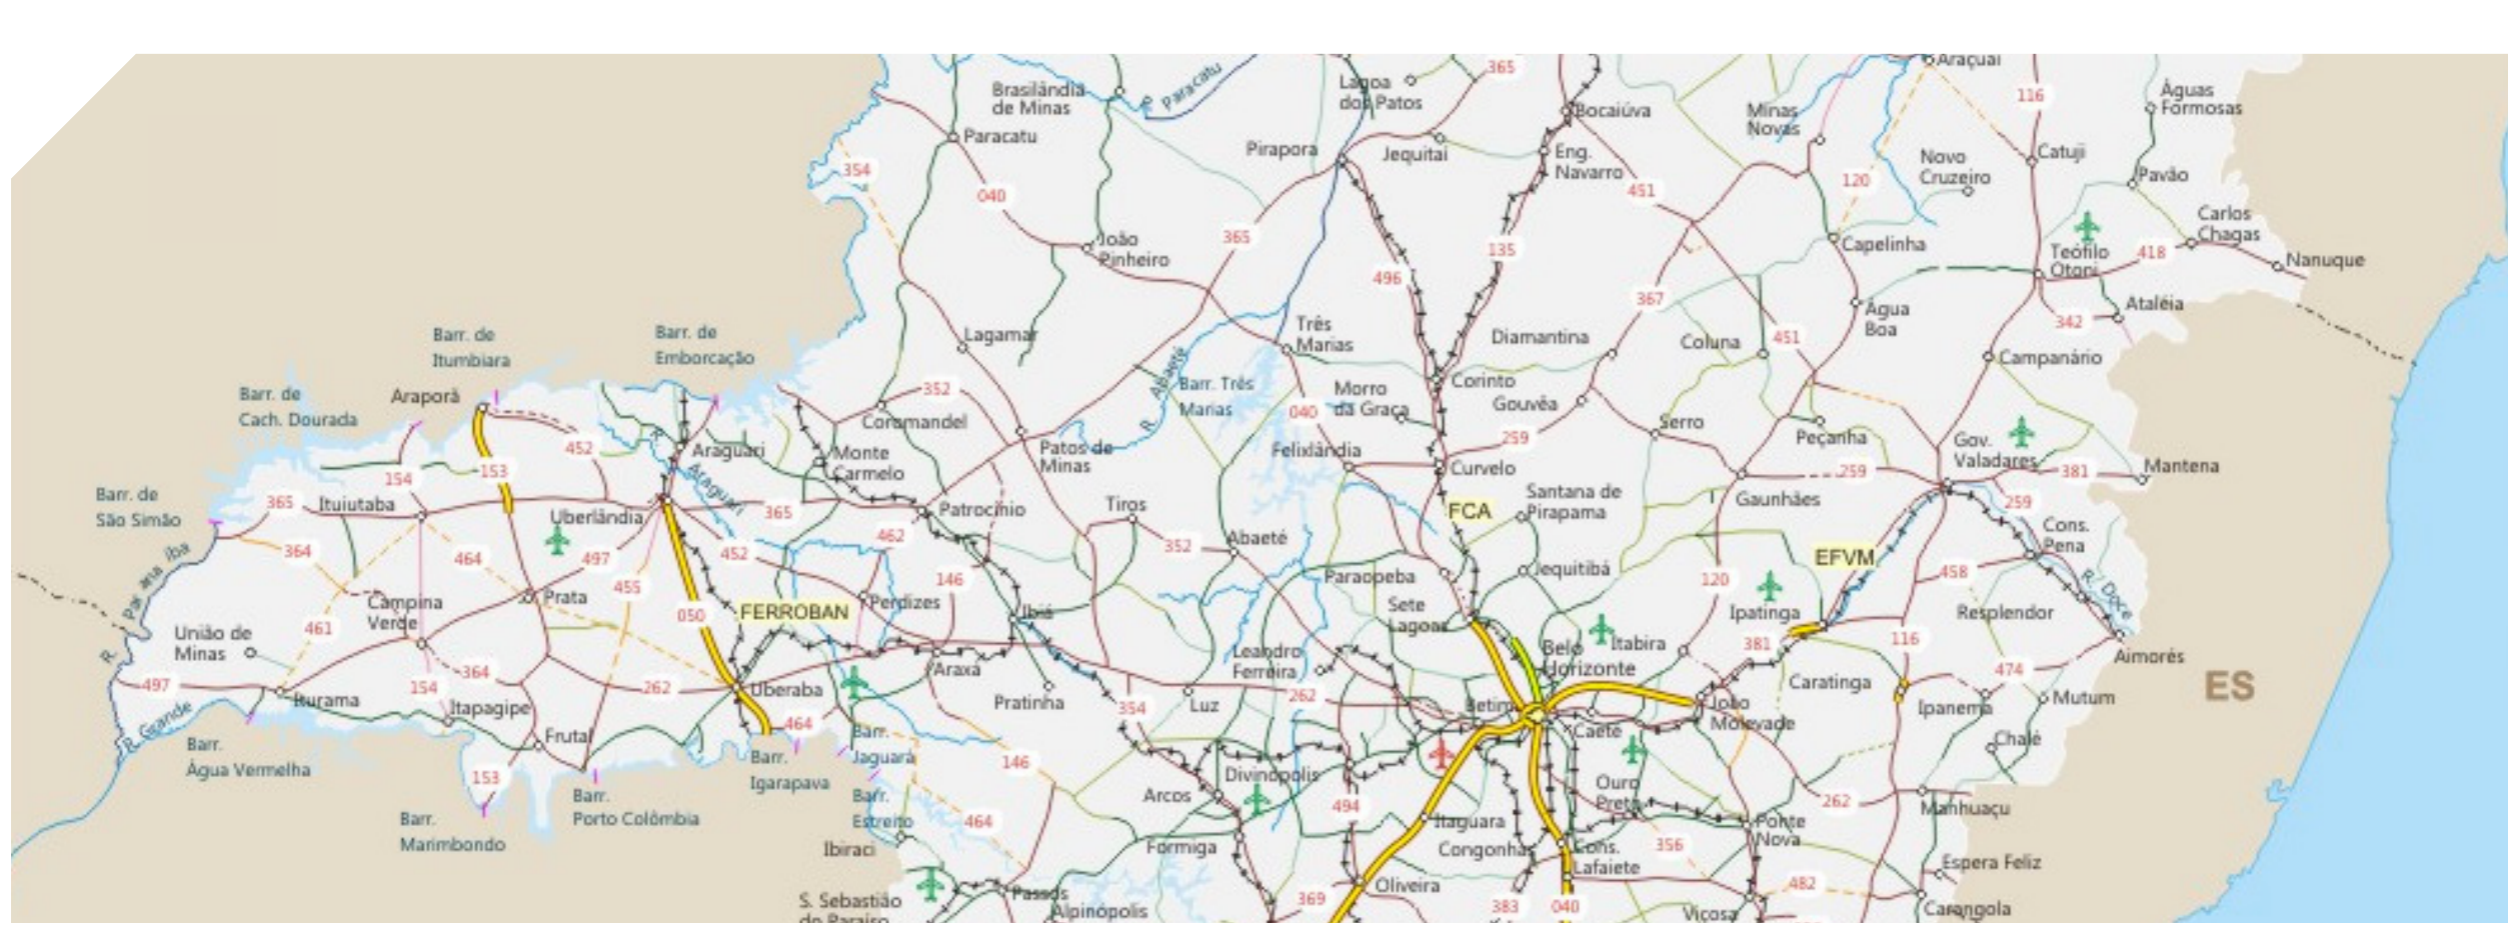 Araçuaí
365
Lagoa
dos Patos
Brasilândia
de Minas
R. Paracatu
116
Águas
Formosas
Bocaiúva
Minas
Novas
Paracatu
Pirapora
Jequitaí
Eng.
Navarro
Novo
Cruzeiro
Catuji
Pavão
354
040
451
120
João
Pinheiro
365
135
496
Capelinha
Carlos
Chagas
Teófilo
Otoni
418
Nanuque
367
Água
Boa
Ataléia
342
Três
Marias
Diamantina
Coluna
451
Campanário
Lagamar
Barr. de
Itumbiara
Barr. de
Emborcação
Barr. de
Cach. Dourada
Araporã
352
Coromandel
R. Abaeté
Barr. Três
Marias
040
Morro
da Graça
Corinto
Gouvêa
Serro
Peçanha
Gov.
Valadares
381
Mantena
452
R. Araguari
Araguari
Monte
Carmelo
Patos de
Minas
Felixlândia
259
Curvelo
259
154
153
Barr. de
São Simão
365
Ituiutaba
Uberlândia
365
Patrocínio
Tiros
FCA
Santana de
Pirapama
Gaunhães
259
Cons.
Pena
364
464
497
452
462
352
Abaeté
EFVM
R. Paranaiba
455
146
Paraopeba
Jequitibá
120
458
R. Doce
Campina
Verde
Prata
050
FERROBAN
Perdizes
Ibiá
Sete
Lagoas
Ipatinga
Resplendor
461
União de
Minas
Belo
Horizonte
Itabira
381
116
Leandro
Ferreira
Araxá
Aimorés
497
364
154
262
Uberaba
Pratinha
354
Luz
262
Betim
Caratinga
474
ES
Iturama
Itapagipe
João
Molevade
Ipanema
Mutum
R. Grande
Frutal
464
Barr.
Jaguará
Caeté
Chalé
Barr.
Água Vermelha
153
Barr.
Igarapava
146
Divinópolis
Ouro
Preto
Barr.
Porto Colômbia
Barr.
Estreito
Arcos
494
262
Manhuaçu
Barr.
Marimbondo
464
Itaguara
Ponte
Nova
Ibiraci
Formiga
Congonhas
Cons.
Lafaiete
356
Espera Feliz
S. Sebastião
do Paraíso
Passos
Alpinópolis
369
Oliveira
383
040
482
Viçosa
Carangola